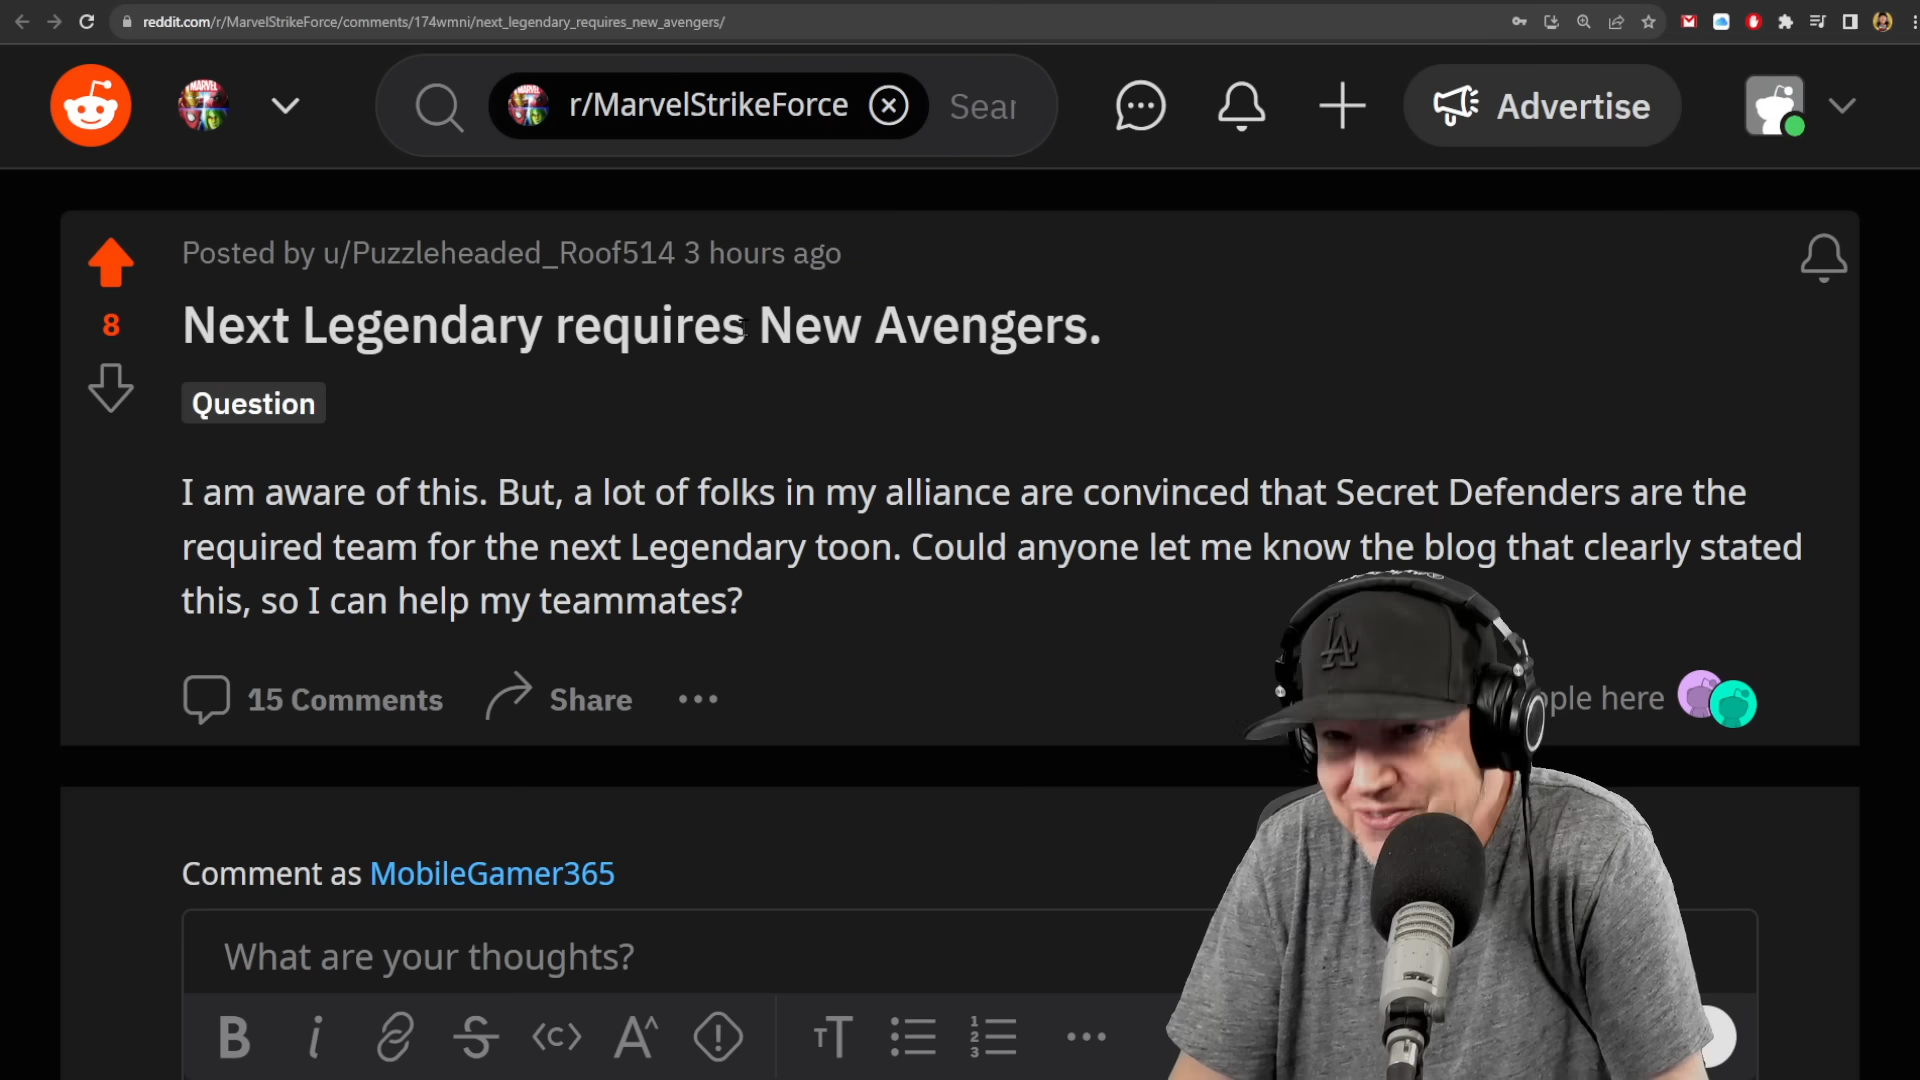 reddit.com/r/MarvelStrikeForce/comments/174wmni/next_legendary_requires_new_avengers/
MARVEL
r/MarvelStrikeForce
Sear
Advertise
Posted by u/Puzzleheaded_Roof514 3 hours ago
8
Next Legendary requires New Avengers.
Question
I am aware of this. But, a lot of folks in my alliance are convinced that Secret Defenders are the
required team for the next Legendary toon. Could anyone let me know the blog that clearly stated
this, so I can help my teammates?
15 Comments
Share
ple here
LA
Comment as MobileGamer365
What are your thoughts?